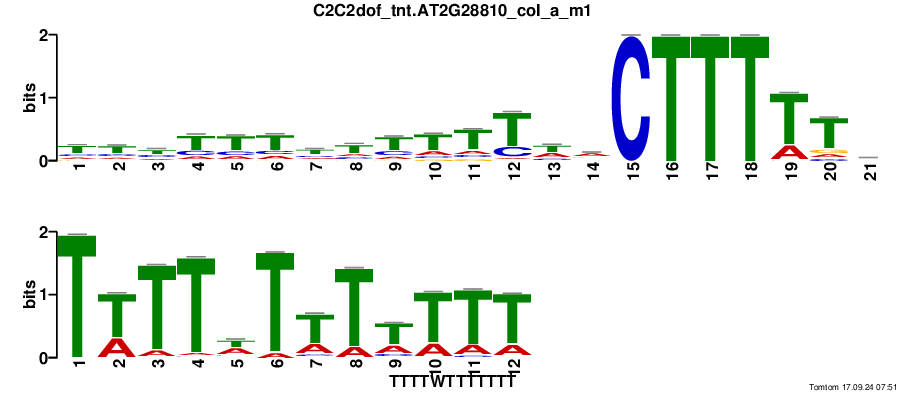 C2C2dof_tnt.AT2G28810_col_a_m1
2
1
0
bits
1 2 3 4 5 6 7 8 9 10 11 12 13 14 15 16 17 18 19 20 21
2
1
0
bits
1 2 3 4 5 6 7 8 9 10 11 12
TTTTWTTTTTTT
Tomtom 17.09.24 07:51